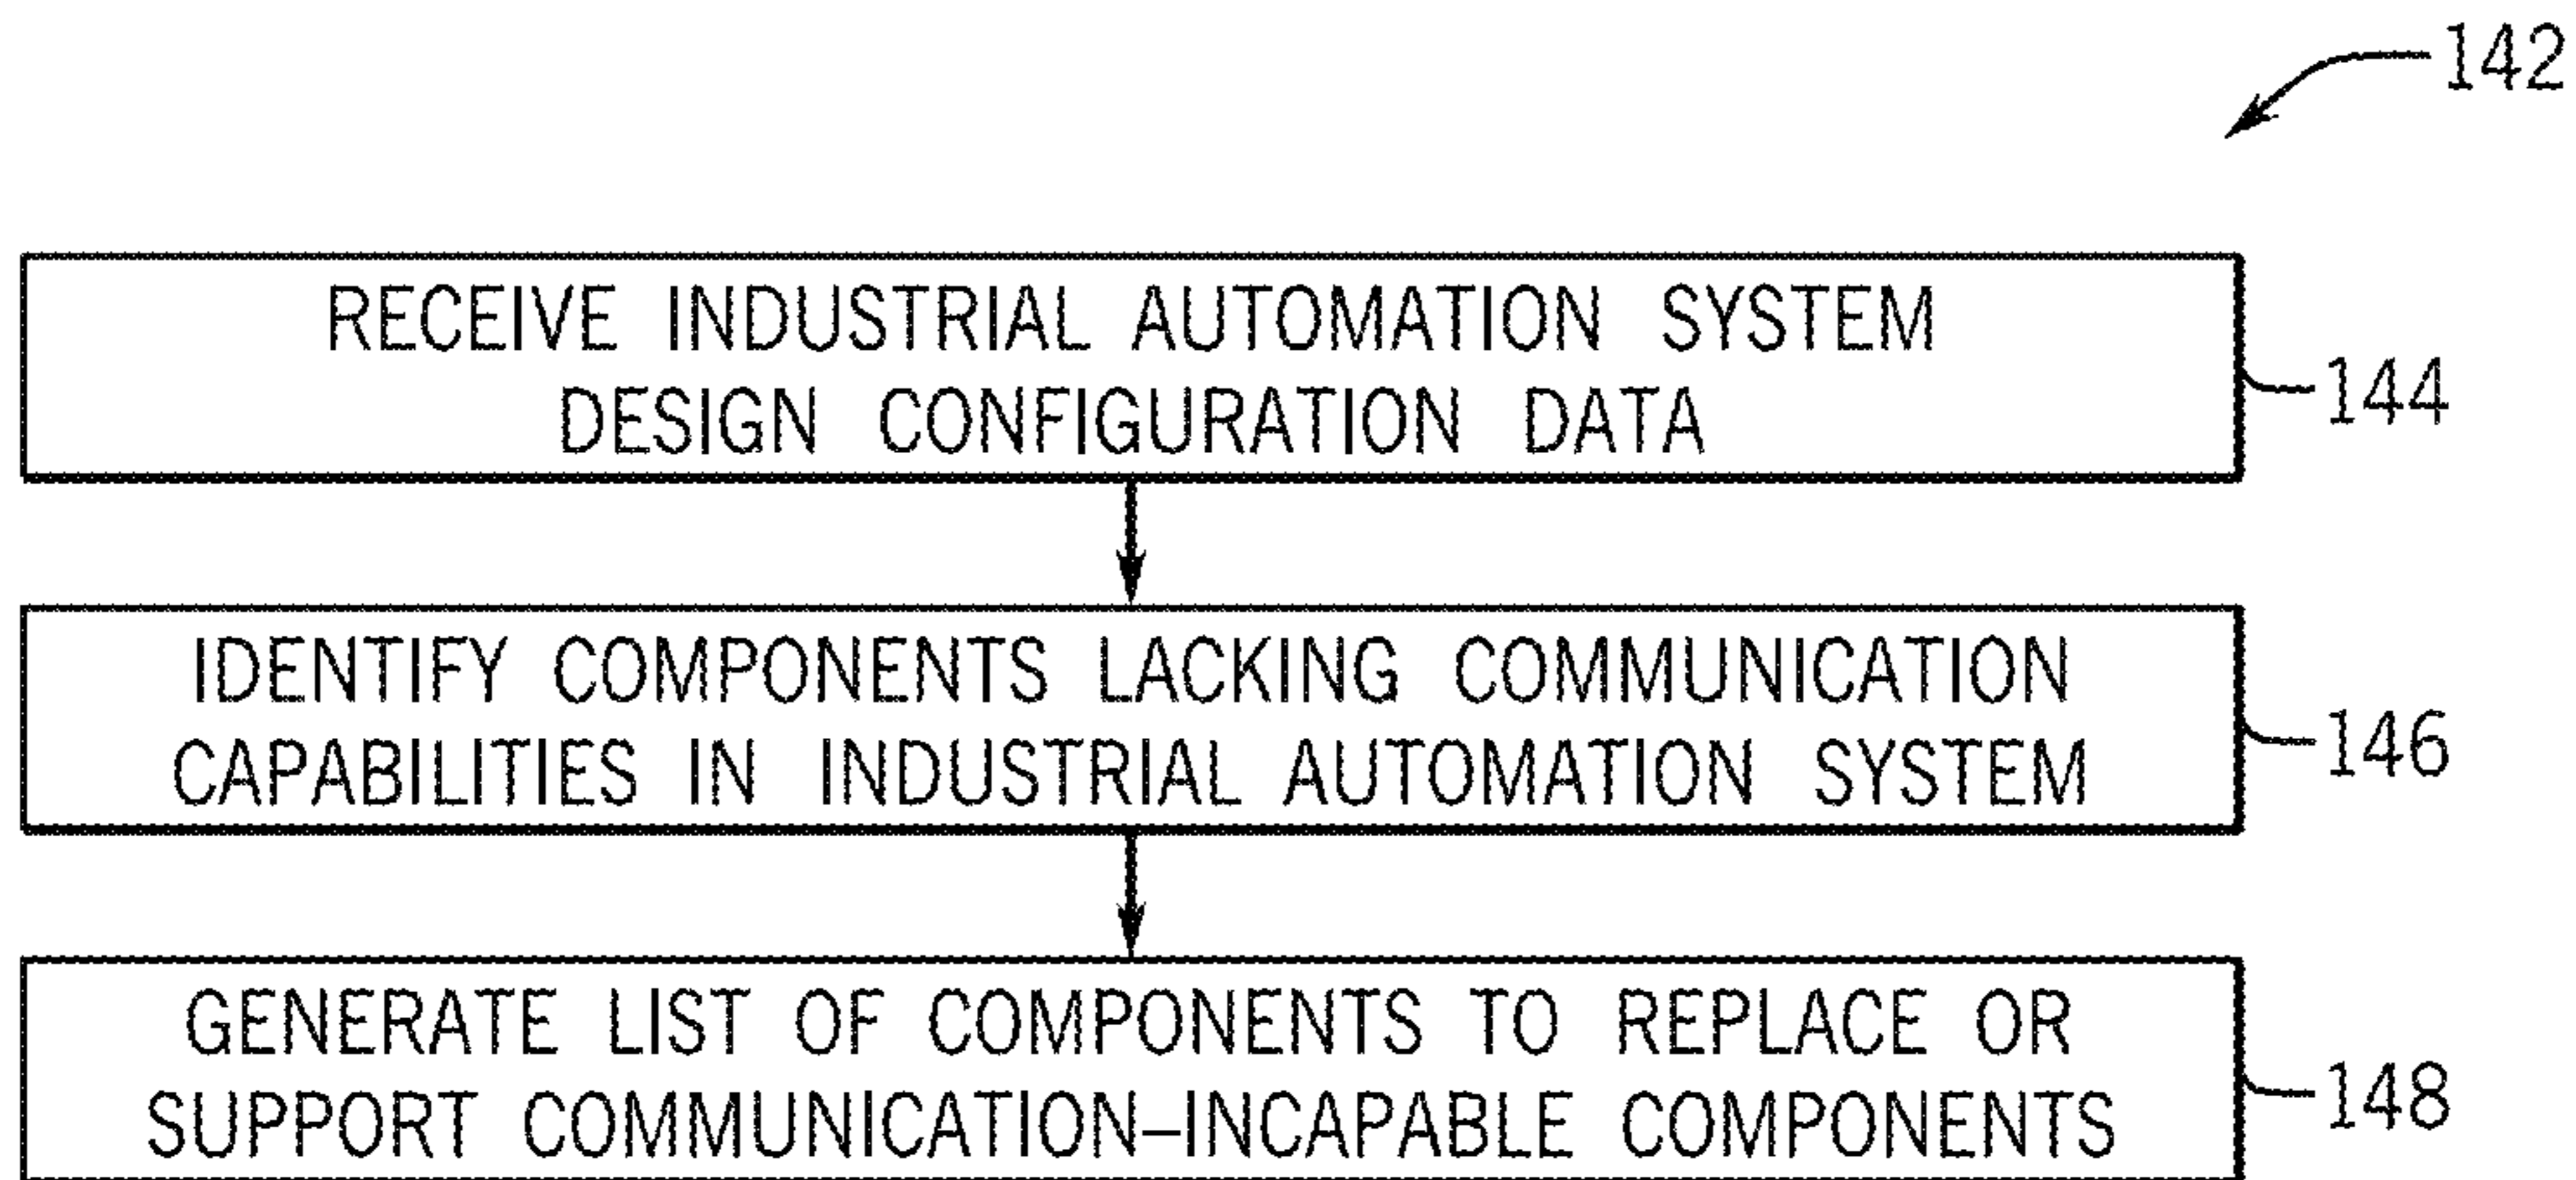 142
RECEIVE INDUSTRIAL AUTOMATION SYSTEM
DESIGN CONFIGURATION DATA
144
IDENTIFY COMPONENTS LACKING COMMUNICATION
CAPABILITIES IN INDUSTRIAL AUTOMATION SYSTEM
146
GENERATE LIST OF COMPONENTS TO REPLACE OR
SUPPORT COMMUNICATION–INCAPABLE COMPONENTS
148